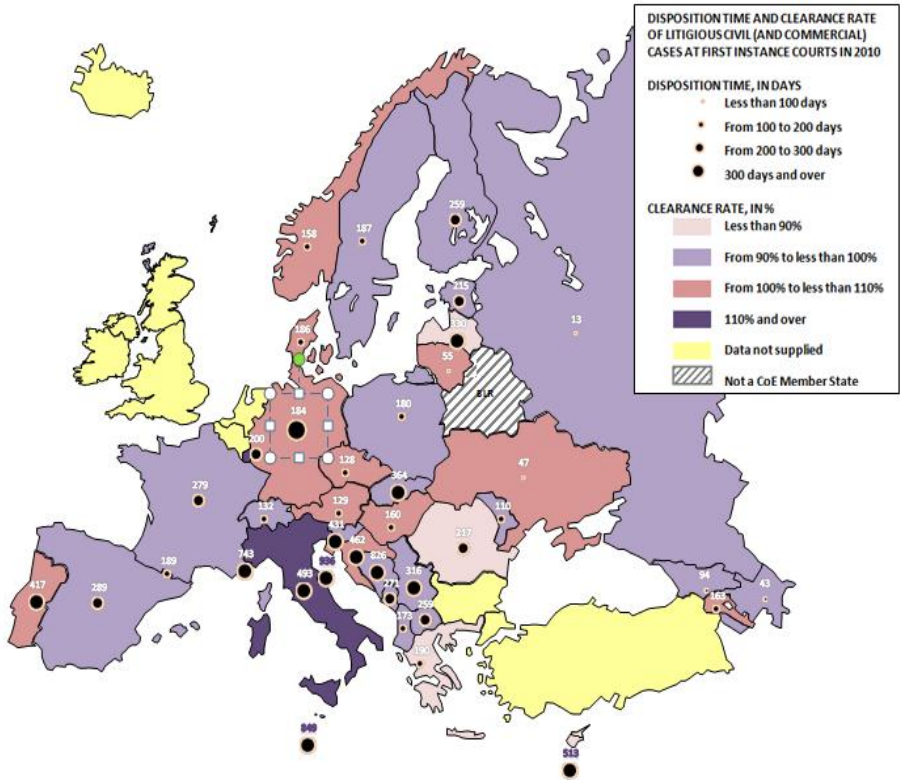 DISPOSITION TIME AND CLEARANCE RATE
OF LITIGIOUS CIVIL (AND COMMERCIAL)
CASES AT FIRST INSTANCE COURTS IN 2010
DISPOSITION TIME, IN DAYS
Less than 100 days
From 100 to 200 days
From 200 to 300 days
300 days and over
CLEARANCE RATE, IN %
Less than 90%
From 90% to less than 100%
From 100% to less than 110%
110% and over
Data not supplied
Not a CoE Member State
259
158
187
215
13
186
330
55
BLR
184
180
200
128
47
364
279
132
129
110
160
431
217
743
462
189
826
94
43
493
936
316
417
289
271
163
259
173
190
849
513